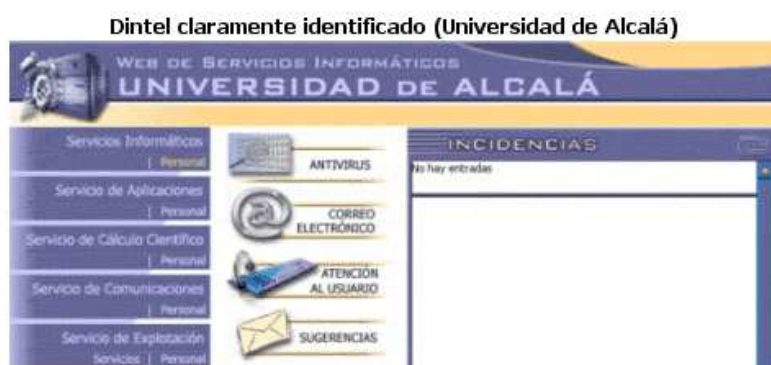 Dintel claramente identificado (Universidad de Alcalá)
WEB DE SERVICIOS INFORMÁTICOS
UNIVERSIDAD DE ALCALÁ
Servicios Informáticos
| Personal
Servicio de Aplicaciones
| Personal
Servicio de Cálculo Científico
| Personal
Servicio de Comunicaciones
| Personal
Servicio de Explotación
Servicios | Personal
ANTIVIRUS
CORREO
ELECTRÓNICO
ATENCIÓN
AL USUARIO
SUGERENCIAS
INCIDENCIAS
No hay entradas